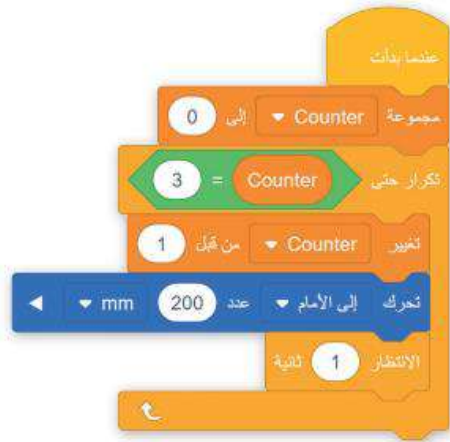 عندما بدأت
مجموعة Counter إلى 0
تكرار حتى Counter = 3
تغيير Counter من قبل 1
تحرك إلى الأمام عدد 200 mm
الانتظار 1 ثانية